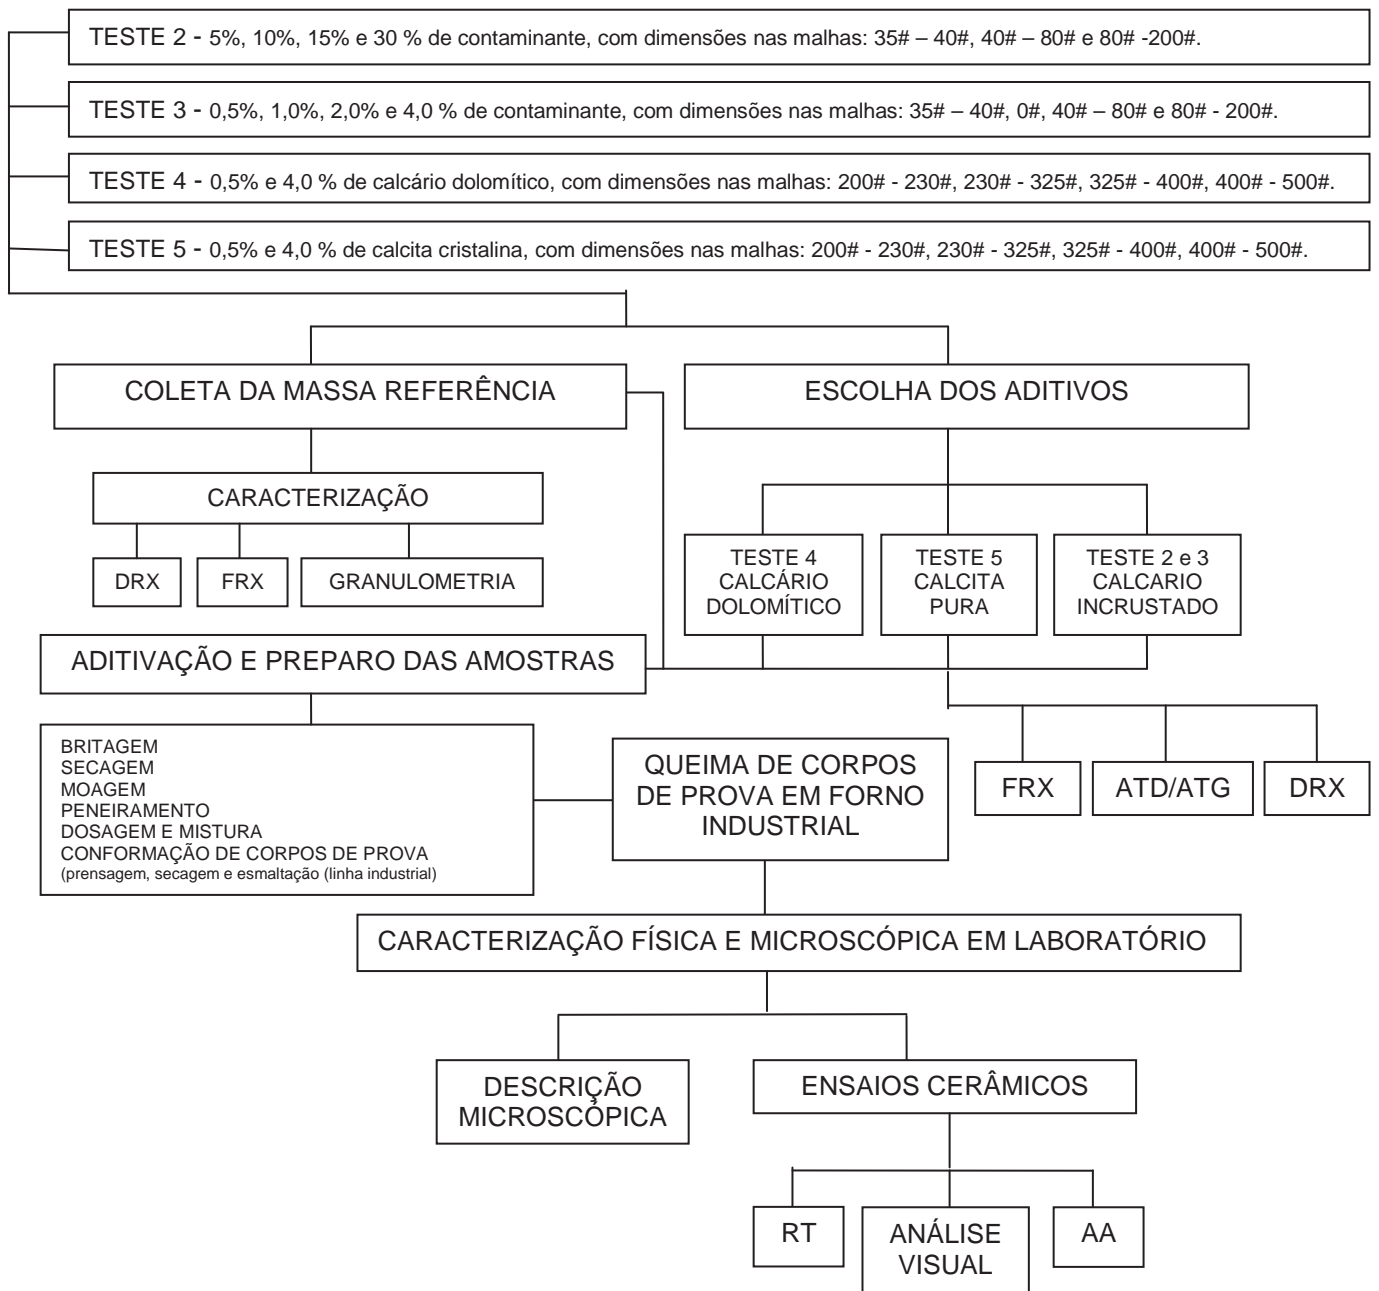 TESTE 2 - 5%, 10%, 15% e 30 % de contaminante, com dimensões nas malhas: 35# – 40#, 40# – 80# e 80# -200#.
TESTE 3 - 0,5%, 1,0%, 2,0% e 4,0 % de contaminante, com dimensões nas malhas: 35# – 40#, 0#, 40# – 80# e 80# - 200#.
TESTE 4 - 0,5% e 4,0 % de calcário dolomítico, com dimensões nas malhas: 200# - 230#, 230# - 325#, 325# - 400#, 400# - 500#.
TESTE 5 - 0,5% e 4,0 % de calcita cristalina, com dimensões nas malhas: 200# - 230#, 230# - 325#, 325# - 400#, 400# - 500#.
COLETA DA MASSA REFERÊNCIA
ESCOLHA DOS ADITIVOS
CARACTERIZAÇÃO
DRX
FRX
GRANULOMETRIA
TESTE 4
CALCÁRIO
DOLOMÍTICO
TESTE 5
CALCITA
PURA
TESTE 2 e 3
CALCARIO
INCRUSTADO
ADITIVAÇÃO E PREPARO DAS AMOSTRAS
BRITAGEM
SECAGEM
MOAGEM
PENEIRAMENTO
DOSAGEM E MISTURA
CONFORMAÇÃO DE CORPOS DE PROVA
(prensagem, secagem e esmaltação (linha industrial)
QUEIMA DE CORPOS
DE PROVA EM FORNO
INDUSTRIAL
FRX
ATD/ATG
DRX
CARACTERIZAÇÃO FÍSICA E MICROSCÓPICA EM LABORATÓRIO
DESCRIÇÃO
MICROSCÓPICA
ENSAIOS CERÂMICOS
RT
ANÁLISE
VISUAL
AA